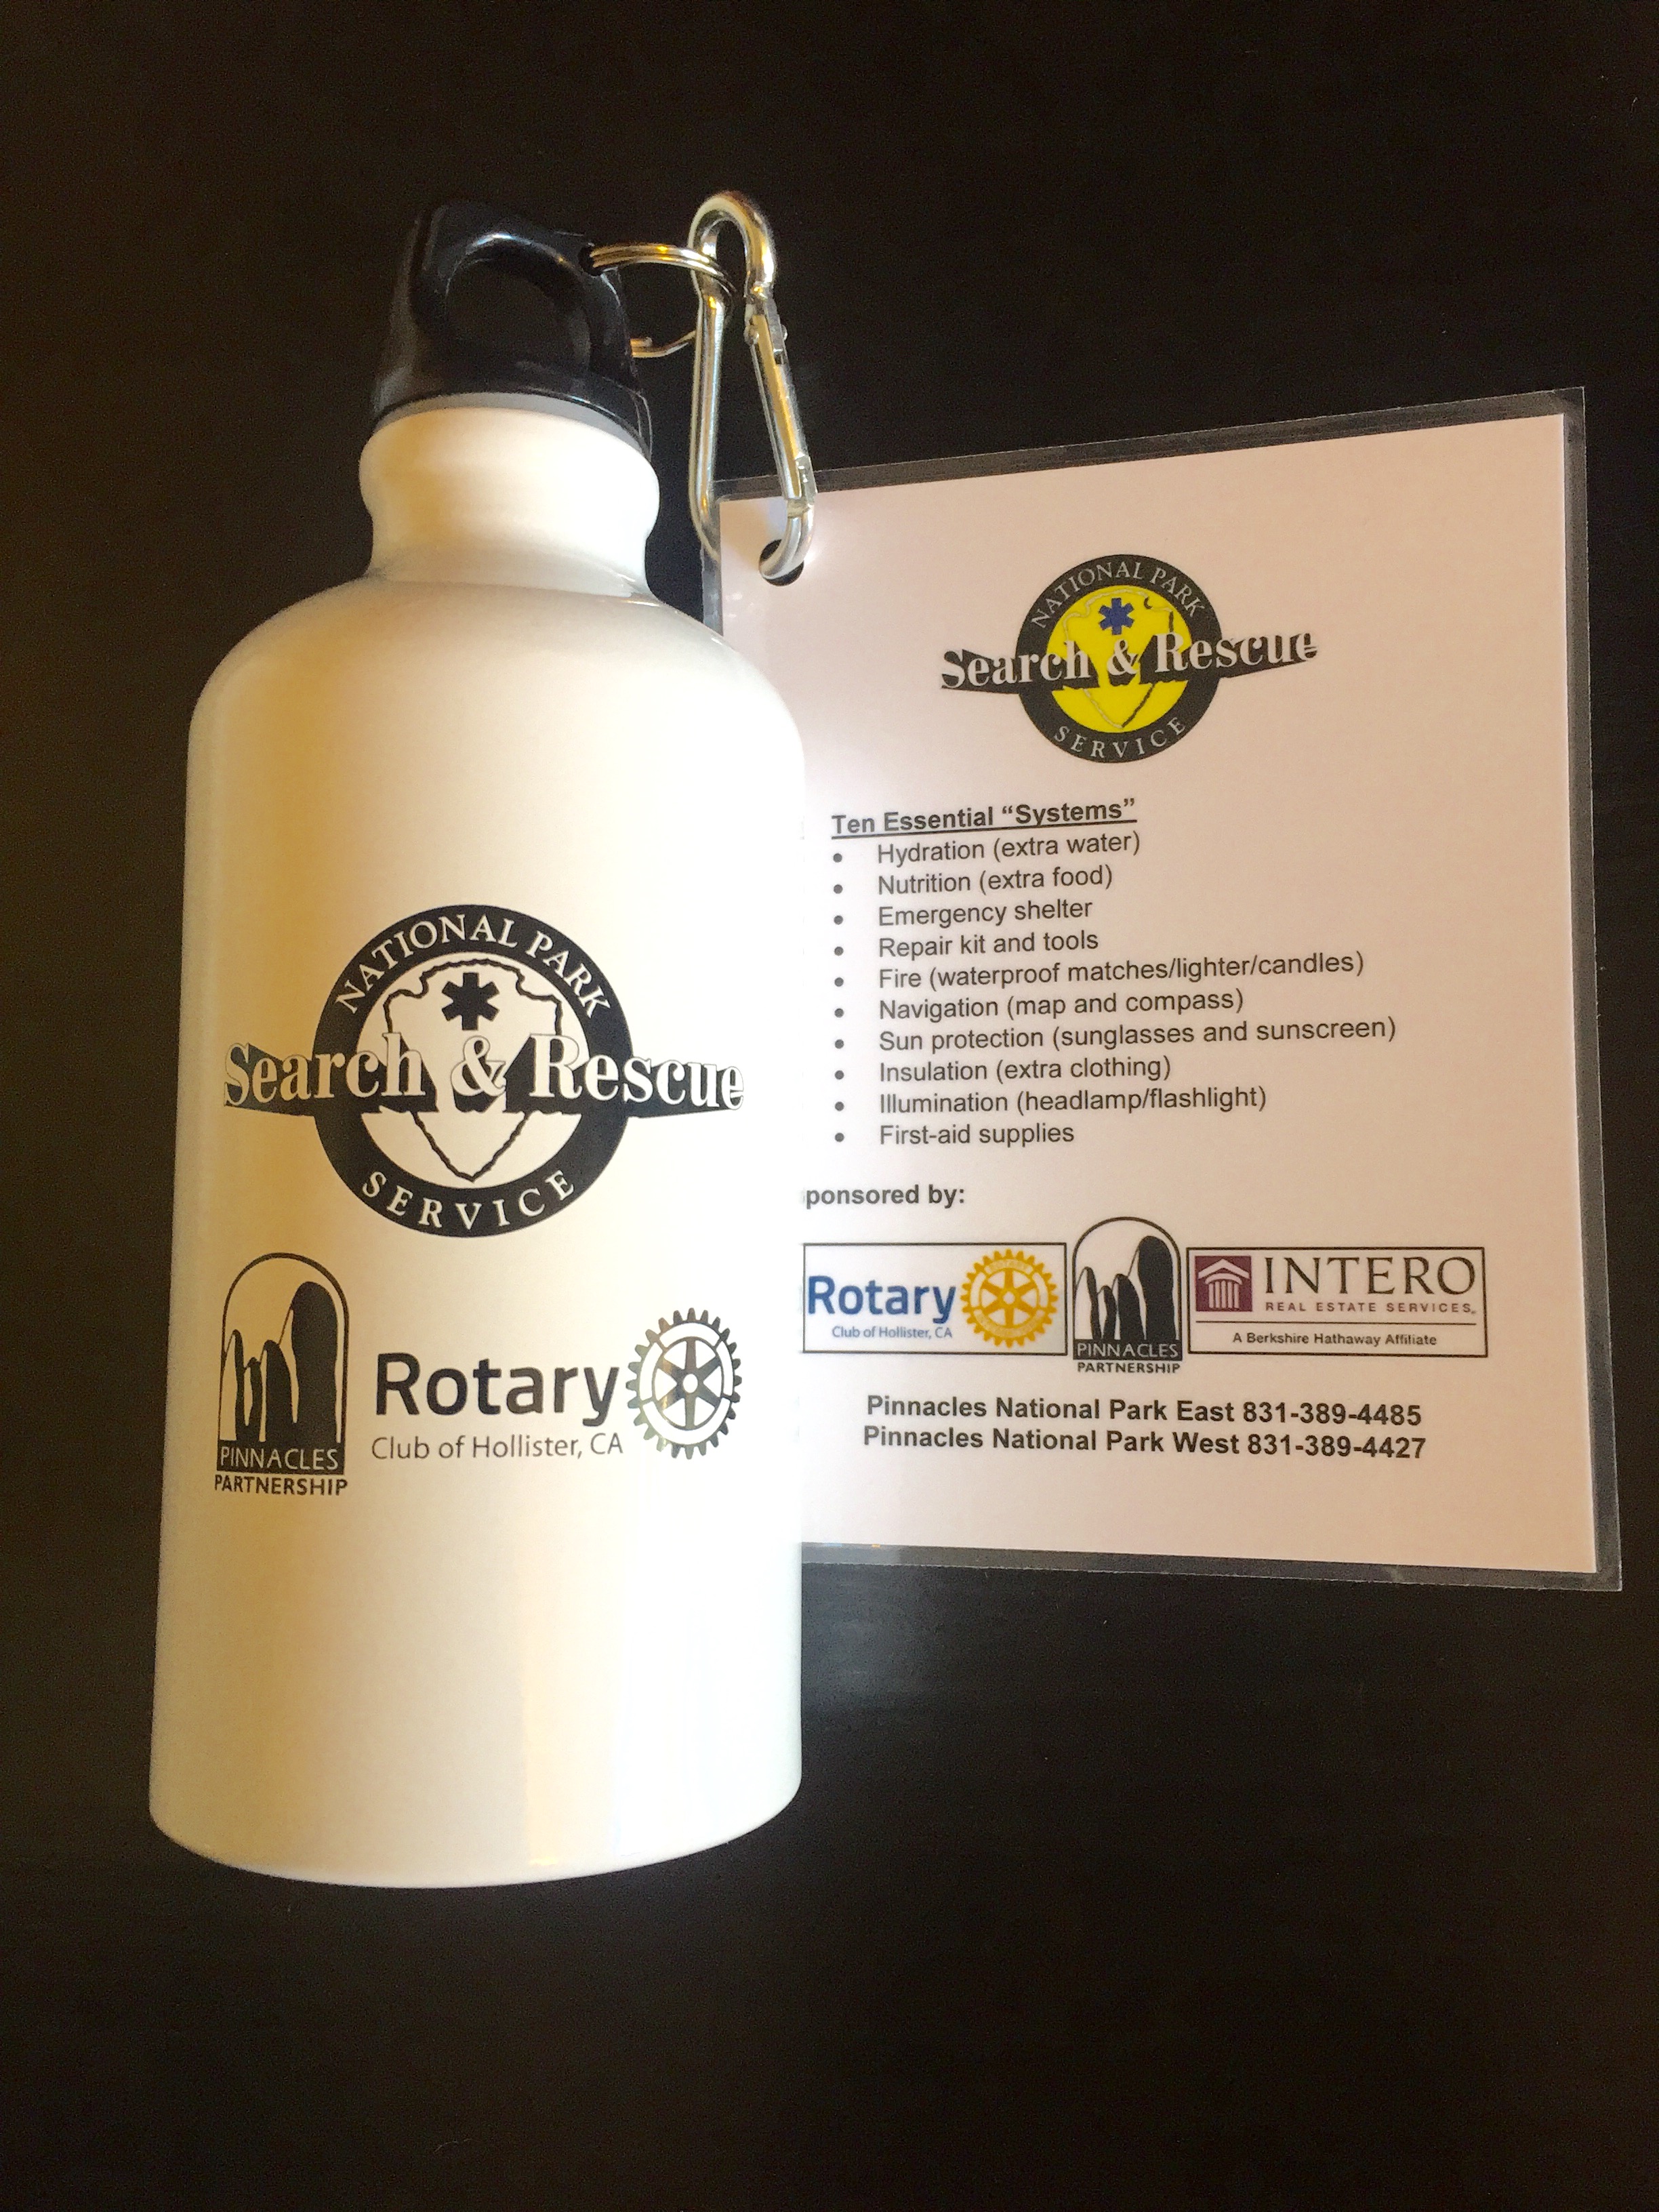 NATIONAL PARK
Search & Rescue
SERVICE
PINNACLES
PARTNERSHIP
Rotary
Club of Hollister, CA
NATIONAL PARK
Search & Rescue
SERVICE
Ten Essential “Systems”
• Hydration (extra water)
• Nutrition (extra food)
• Emergency shelter
• Repair kit and tools
• Fire (waterproof matches/lighter/candles)
• Navigation (map and compass)
• Sun protection (sunglasses and sunscreen)
• Insulation (extra clothing)
• Illumination (headlamp/flashlight)
• First-aid supplies
ponsored by:
Rotary
Club of Hollister, CA
PINNACLES
PARTNERSHIP
INTERO
REAL ESTATE SERVICES
A Berkshire Hathaway Affiliate
Pinnacles National Park East 831-389-4485
Pinnacles National Park West 831-389-4427